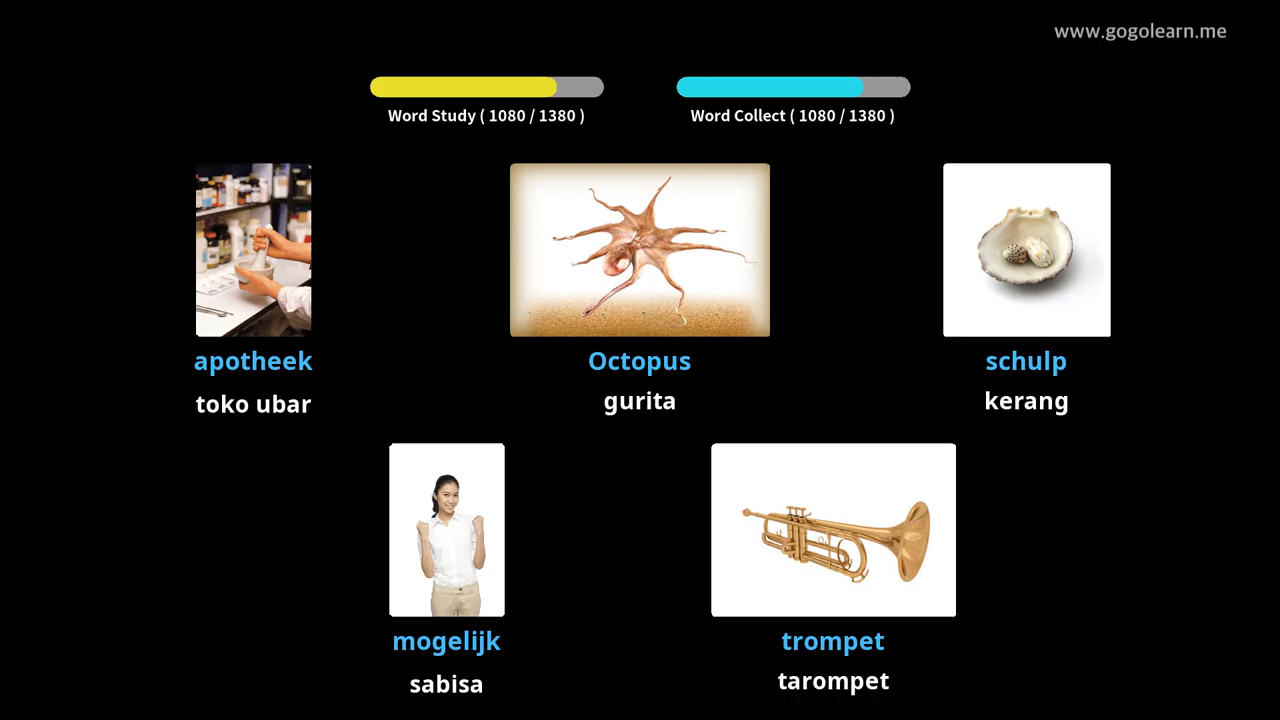 www.gogolearn.me
Word Study ( 1080 / 1380 )
Word Collect ( 1080 / 1380 )
apotheek
Octopus
schulp
toko ubar
gurita
kerang
mogelijk
trompet
sabisa
tarompet